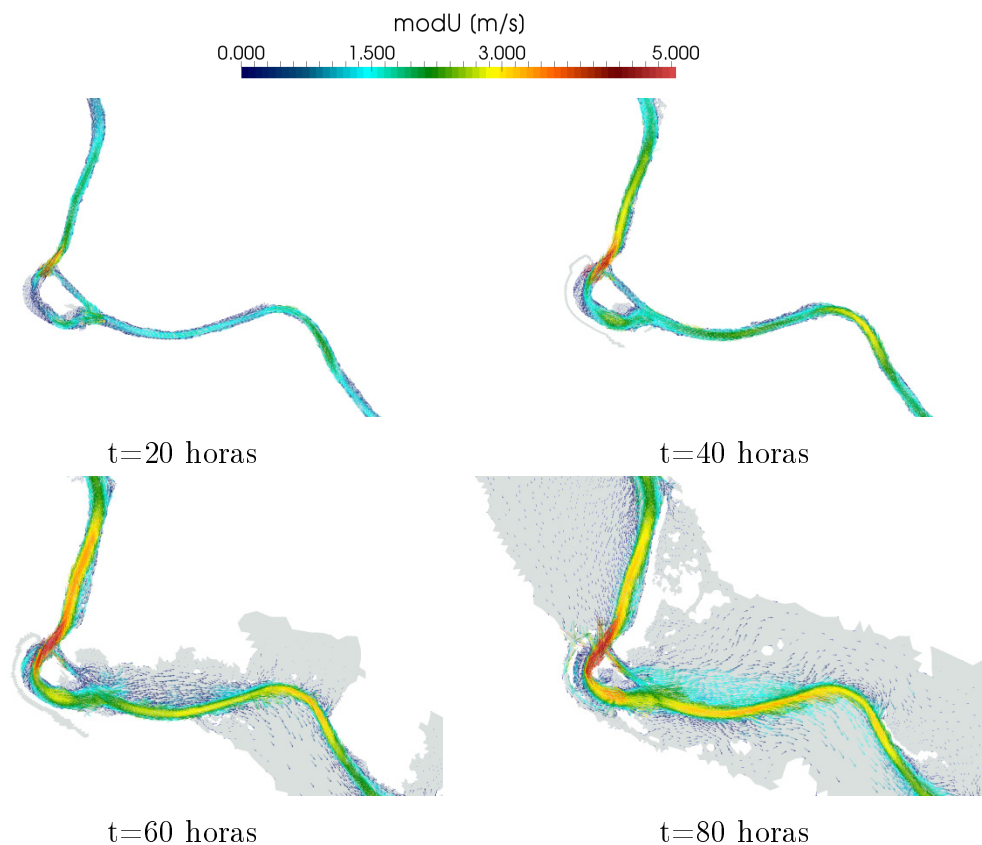 modU (m/s)
0.000 1.500 3.000 5.000
t=20 horas
t=40 horas
t=60 horas
t=80 horas